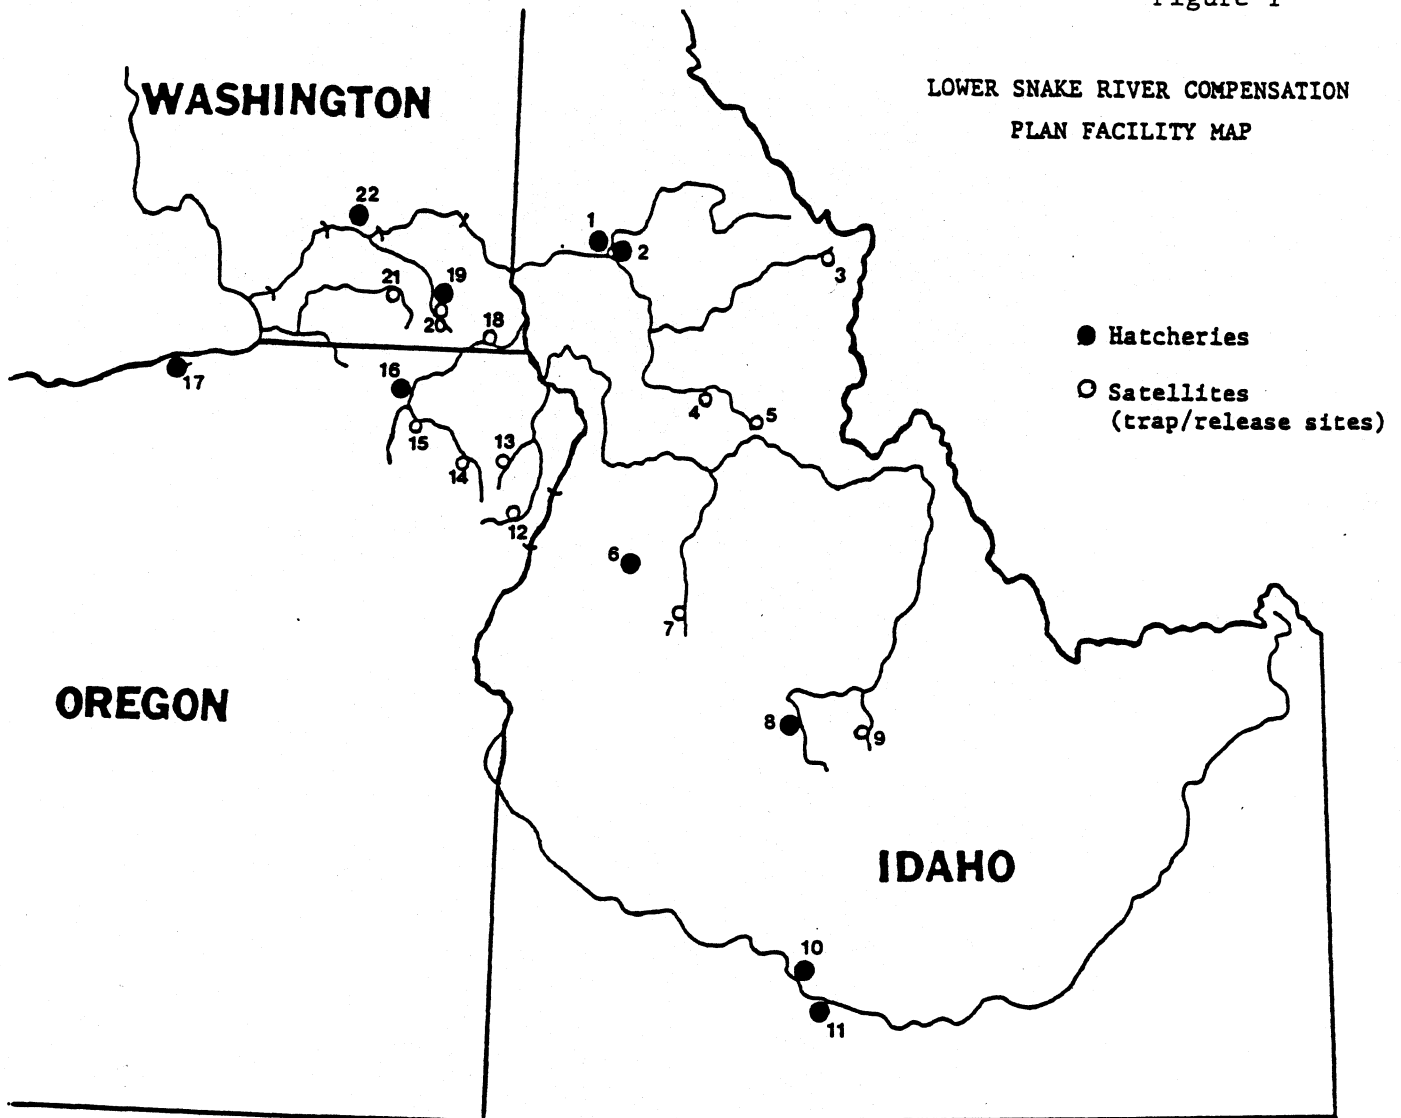 Figure 1
LOWER SNAKE RIVER COMPENSATION
PLAN FACILITY MAP
WASHINGTON
22
1
2
3
21
19
20
18
17
16
15
14
13
12
4
5
Hatcheries
Satellites
(trap/release sites)
6
7
OREGON
8
9
IDAHO
10
11